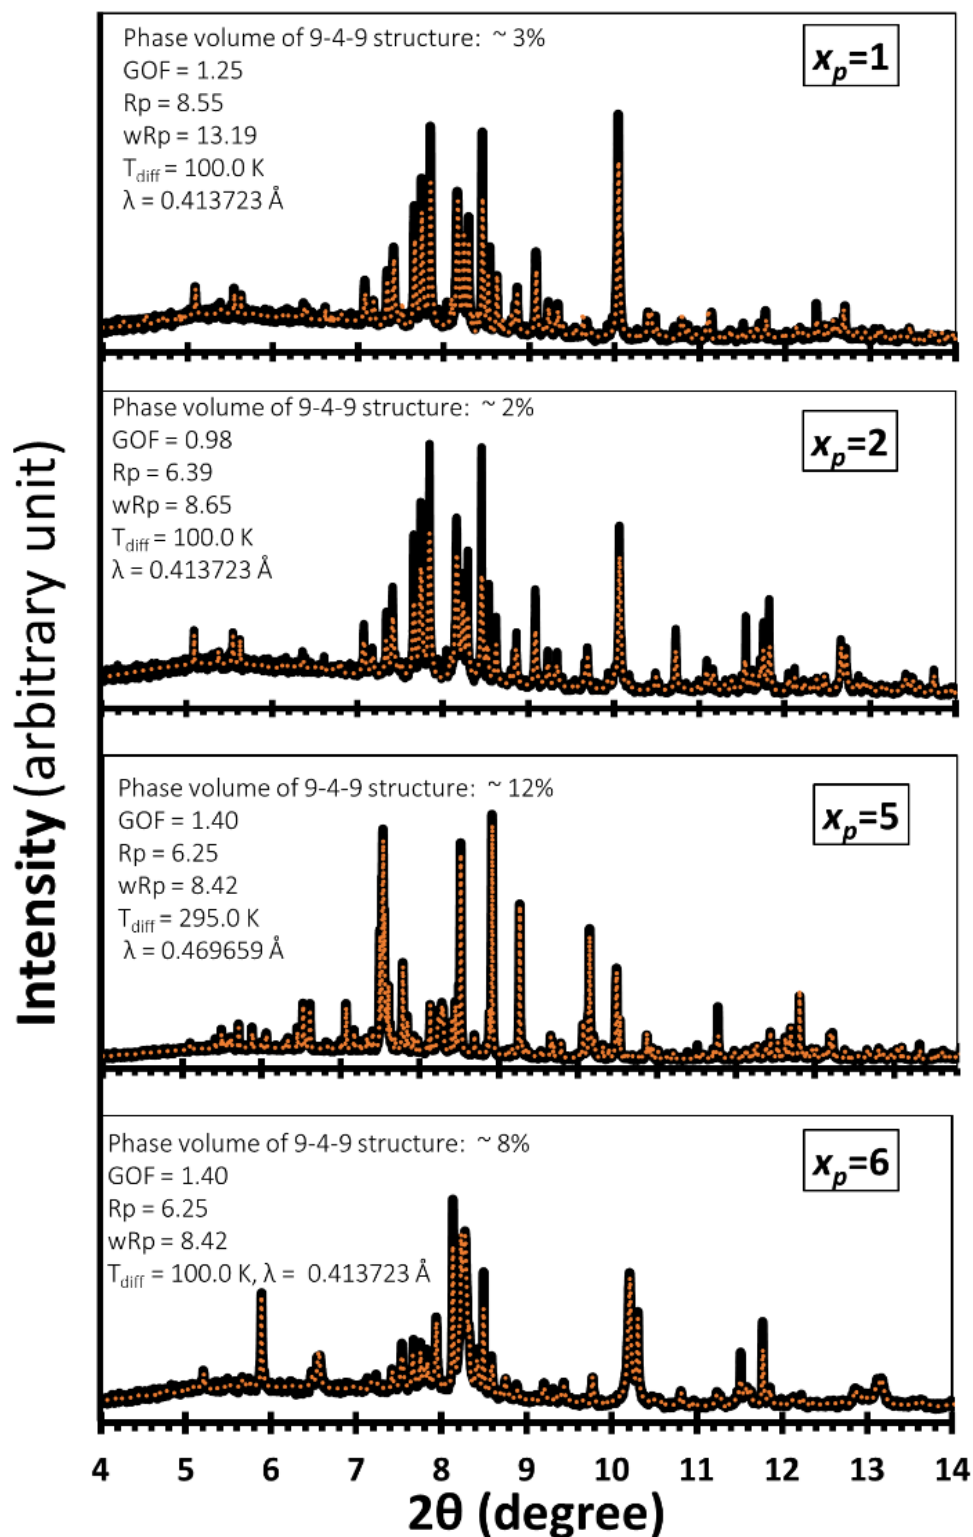 Phase volume of 9-4-9 structure: ~ 3%
GOF = 1.25
Rp = 8.55
wRp = 13.19
Tdiff = 100.0 K
λ = 0.413723 Å
xp=1
Phase volume of 9-4-9 structure: ~ 2%
GOF = 0.98
Rp = 6.39
wRp = 8.65
Tdiff = 100.0 K
λ = 0.413723 Å
xp=2
Phase volume of 9-4-9 structure: ~ 12%
GOF = 1.40
Rp = 6.25
wRp = 8.42
Tdiff = 295.0 K
λ = 0.469659 Å
xp=5
Phase volume of 9-4-9 structure: ~ 8%
GOF = 1.40
Rp = 6.25
wRp = 8.42
Tdiff = 100.0 K, λ = 0.413723 Å
xp=6
Intensity (arbitrary unit)
4 5 6 7 8 9 10 11 12 13 14
2θ (degree)